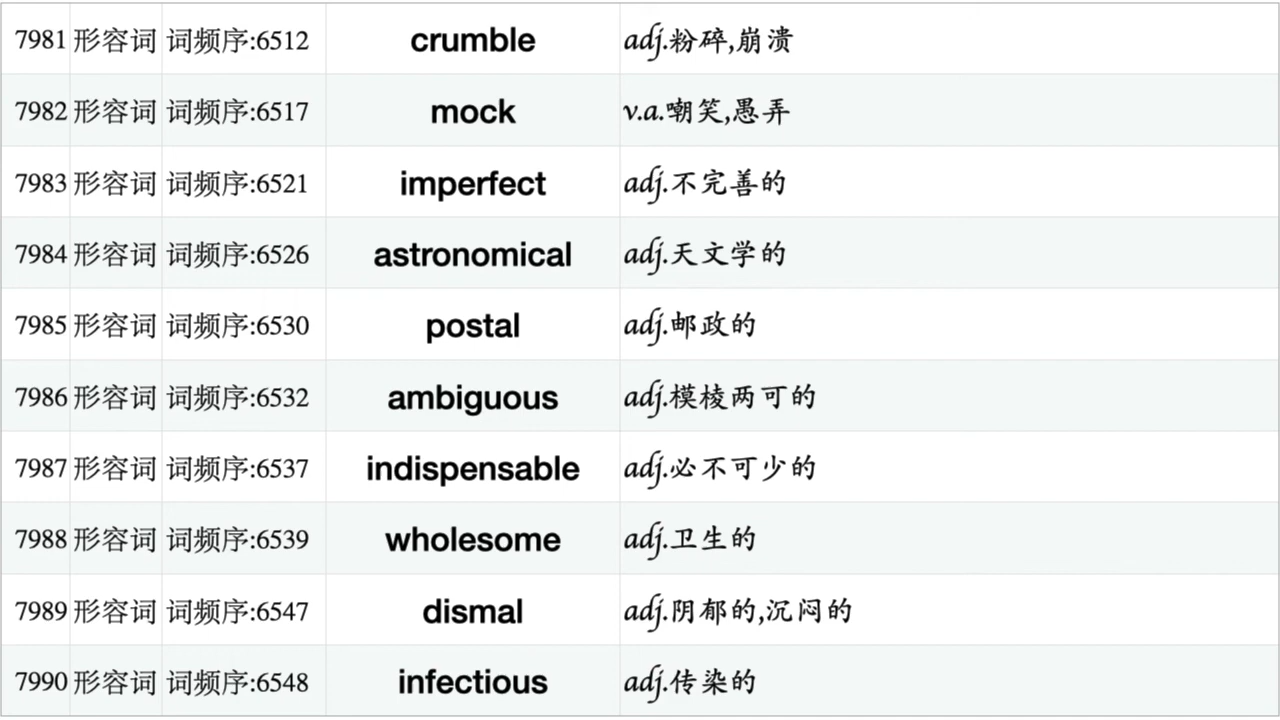 7981 形容词 词频序:6512 crumble adj.粉碎,崩溃
7982 形容词 词频序:6517 mock v.a.嘲笑,愚弄
7983 形容词 词频序:6521 imperfect adj.不完善的
7984 形容词 词频序:6526 astronomical adj.天文学的
7985 形容词 词频序:6530 postal adj.邮政的
7986 形容词 词频序:6532 ambiguous adj.模棱两可的
7987 形容词 词频序:6537 indispensable adj.必不可少的
7988 形容词 词频序:6539 wholesome adj.卫生的
7989 形容词 词频序:6547 dismal adj.阴郁的,沉闷的
7990 形容词 词频序:6548 infectious adj.传染的